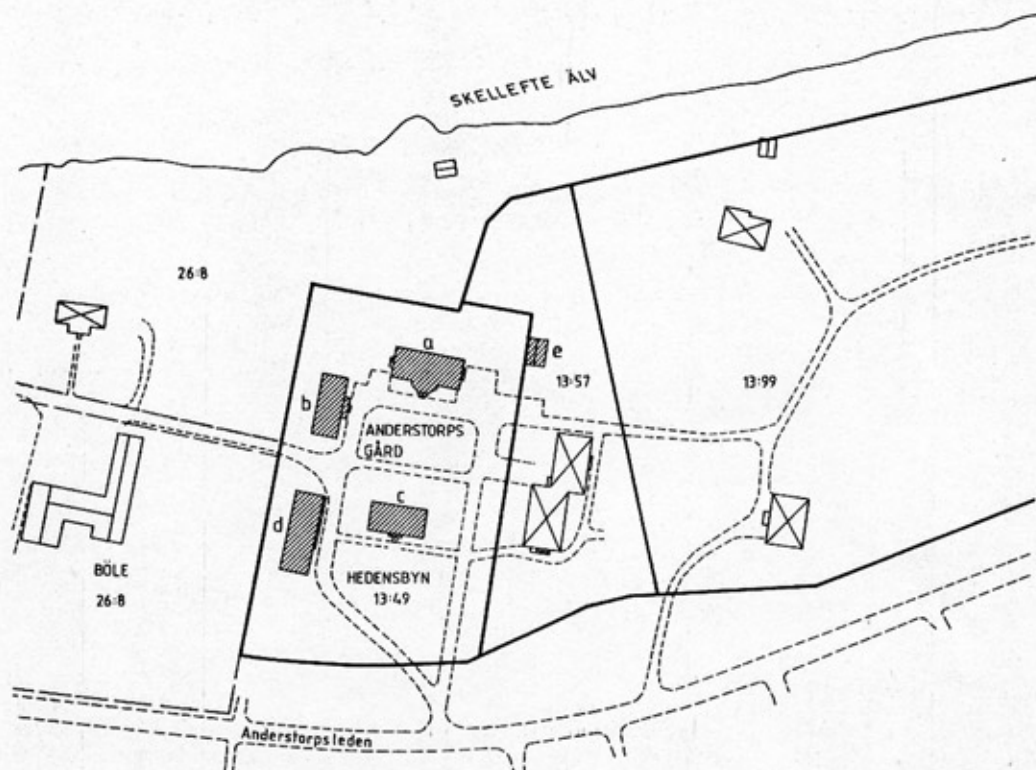 SKELLEFTE ÄLV
26:8
a
e
13:57
13:99
b
ANDERSTORPS
GÅRD
c
d
BÖLE
26:8
HEDENSBYN
13:49
Anderstorpsleden